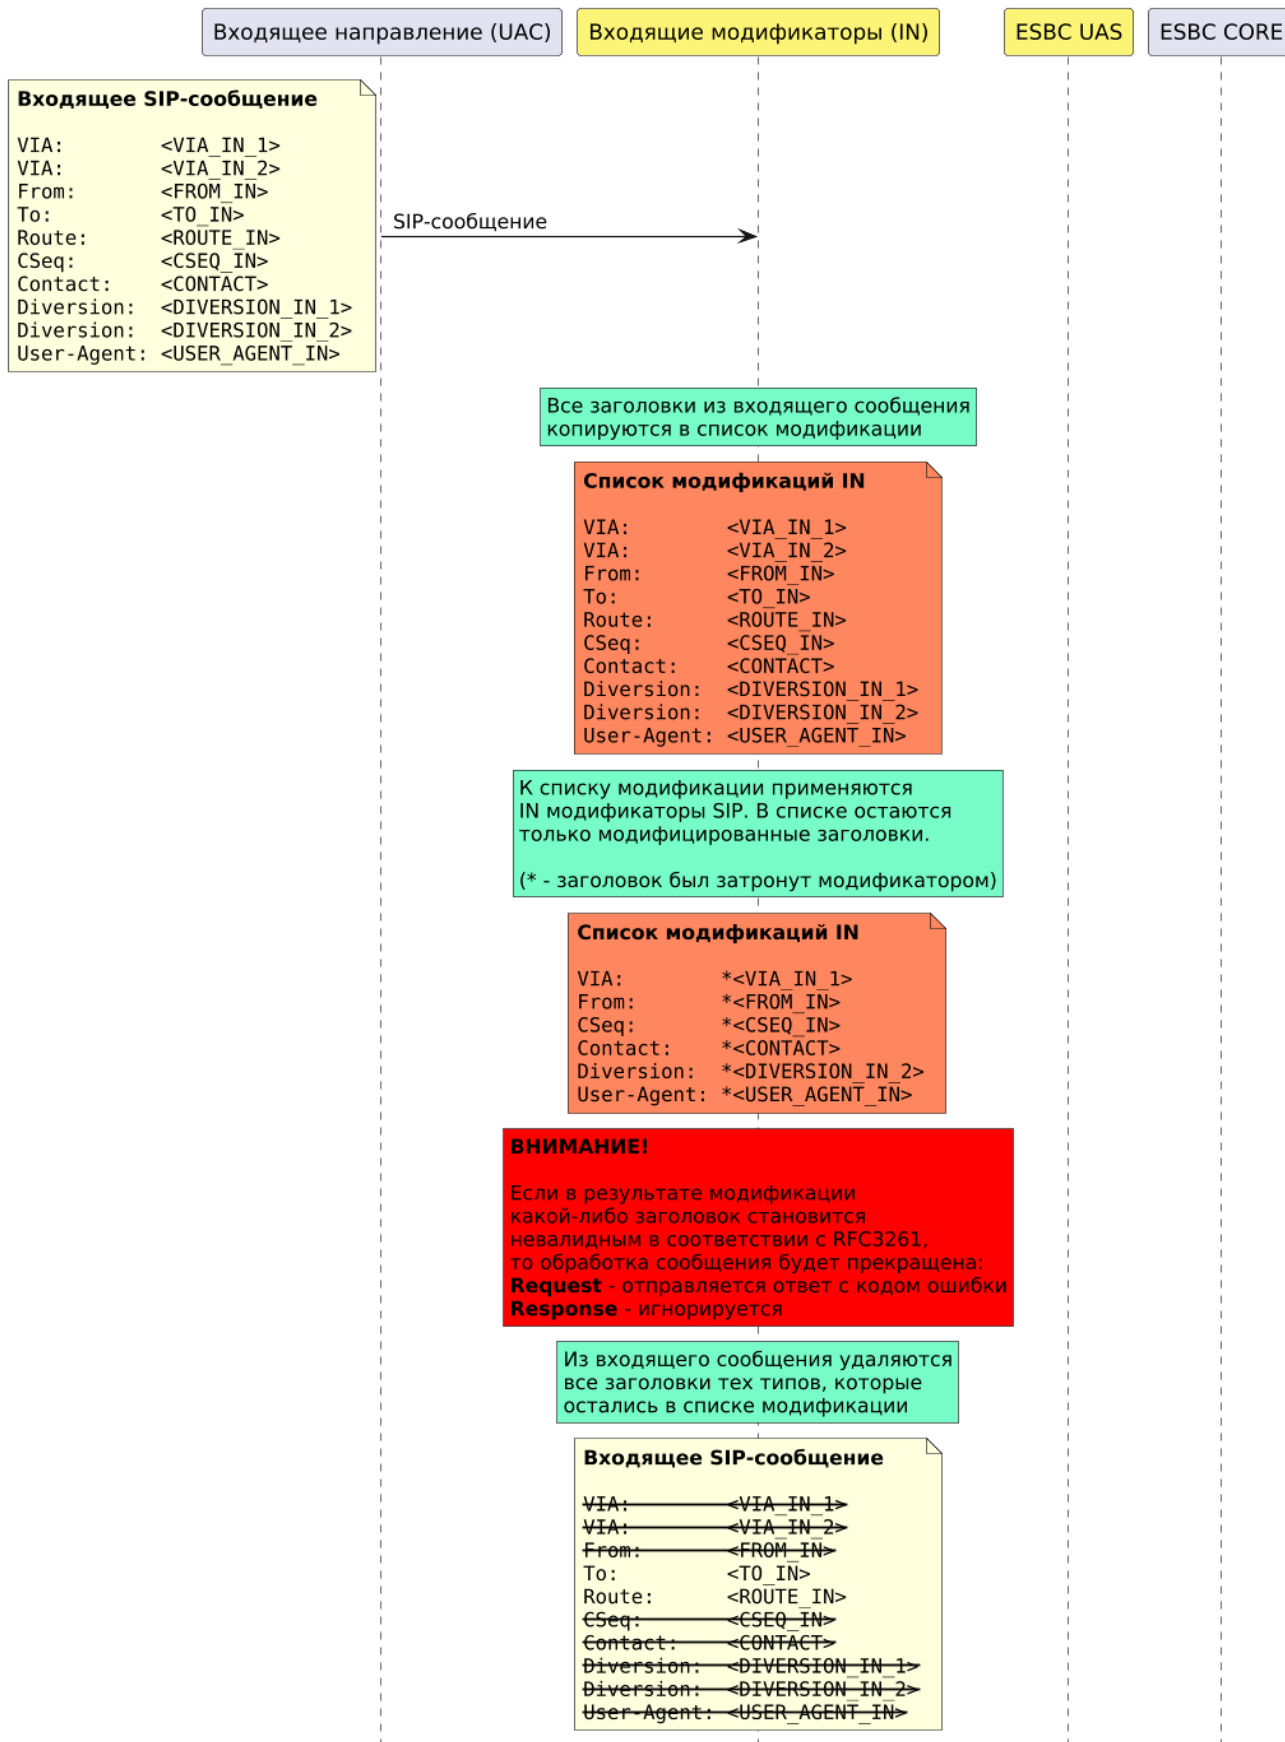 Входящее направление (UAC)
Входящие модификаторы (IN)
ESBC UAS
ESBC CORE
Входящее SIP-сообщение
VIA: <VIA_IN_1>
VIA: <VIA_IN_2>
From: <FROM_IN>
To: <TO_IN>
Route: <ROUTE_IN>
CSeq: <CSEQ_IN>
Contact: <CONTACT>
Diversion: <DIVERSION_IN_1>
Diversion: <DIVERSION_IN_2>
User-Agent: <USER_AGENT_IN>
SIP-сообщение
Все заголовки из входящего сообщения
копируются в список модификации
Список модификаций IN
VIA: <VIA_IN_1>
VIA: <VIA_IN_2>
From: <FROM_IN>
To: <TO_IN>
Route: <ROUTE_IN>
CSeq: <CSEQ_IN>
Contact: <CONTACT>
Diversion: <DIVERSION_IN_1>
Diversion: <DIVERSION_IN_2>
User-Agent: <USER_AGENT_IN>
К списку модификации применяются
IN модификаторы SIP. В списке остаются
только модифицированные заголовки.
(* - заголовок был затронут модификатором)
Список модификаций IN
VIA: *<VIA_IN_1>
From: *<FROM_IN>
CSeq: *<CSEQ_IN>
Contact: *<CONTACT>
Diversion: *<DIVERSION_IN_2>
User-Agent: *<USER_AGENT_IN>
ВНИМАНИЕ!
Если в результате модификации
какой-либо заголовок становится
невалидным в соответствии с RFC3261,
то обработка сообщения будет прекращена:
Request - отправляется ответ с кодом ошибки
Response - игнорируется
Из входящего сообщения удаляются
все заголовки тех типов, которые
остались в списке модификации
Входящее SIP-сообщение
VIA: <VIA_IN_1>
VIA: <VIA_IN_2>
From: <FROM_IN>
To: <TO_IN>
Route: <ROUTE_IN>
CSeq: <CSEQ_IN>
Contact: <CONTACT>
Diversion: <DIVERSION_IN_1>
Diversion: <DIVERSION_IN_2>
User-Agent: <USER_AGENT_IN>